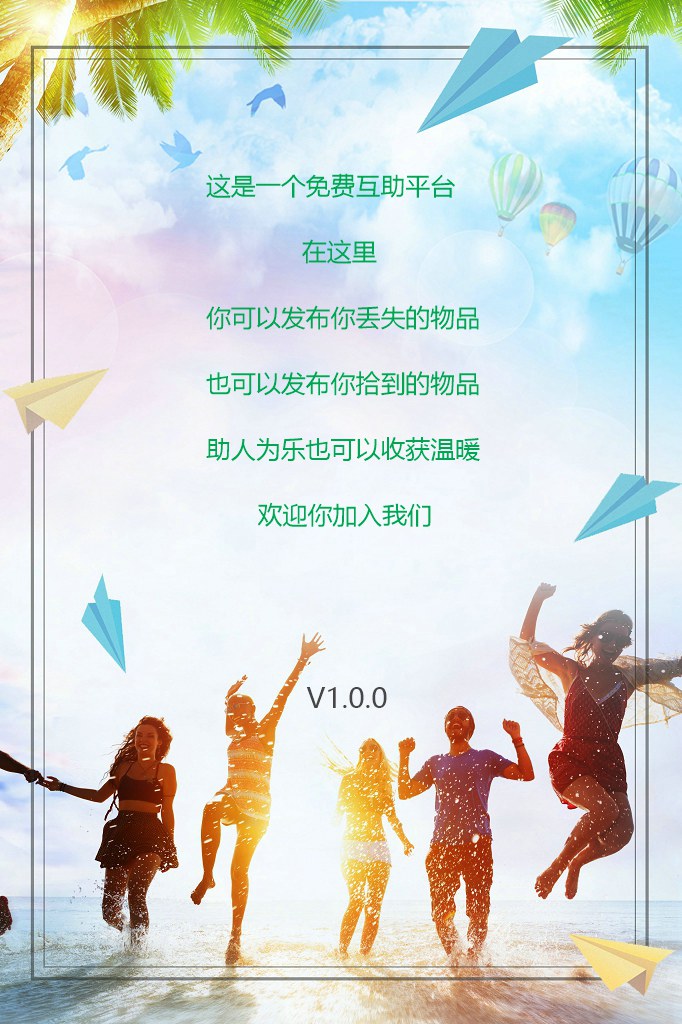 这是一个免费互助平台
在这里
你可以发布你丢失的物品
也可以发布你拾到的物品
助人为乐也可以收获温暖
欢迎你加入我们
V1.0.0